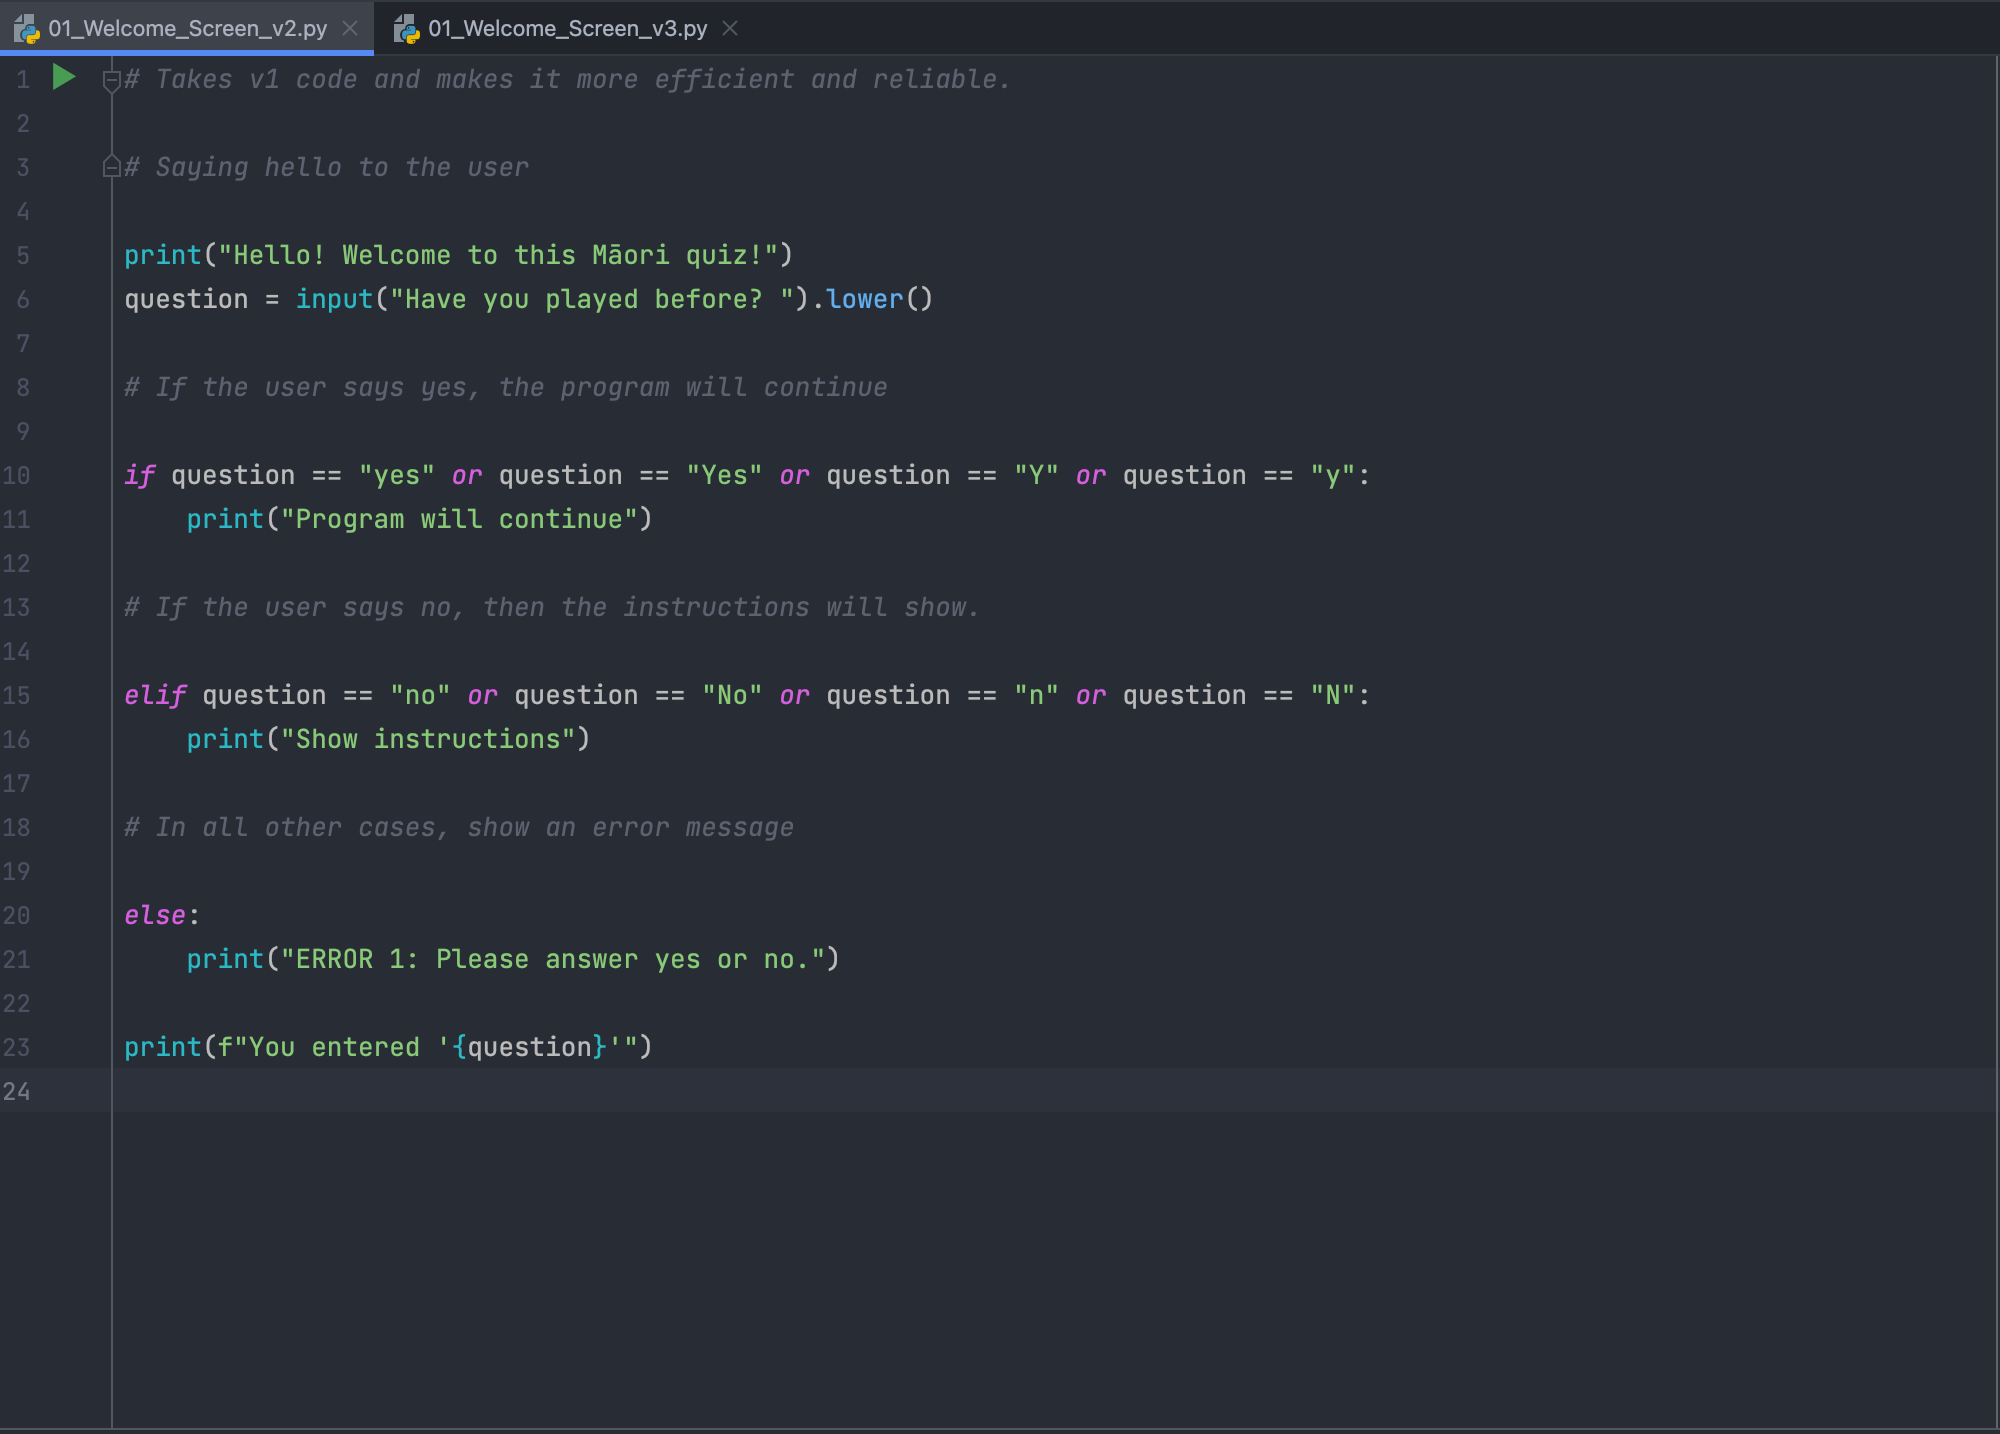 01_Welcome_Screen_v2.py 01_Welcome_Screen_v3.py
1 # Takes v1 code and makes it more efficient and reliable.
2
3 # Saying hello to the user
4
5 print("Hello! Welcome to this Māori quiz!")
6 question = input("Have you played before? ").lower()
7
8 # If the user says yes, the program will continue
9
10 if question == "yes" or question == "Yes" or question == "Y" or question == "y":
11     print("Program will continue")
12
13 # If the user says no, then the instructions will show.
14
15 elif question == "no" or question == "No" or question == "n" or question == "N":
16     print("Show instructions")
17
18 # In all other cases, show an error message
19
20 else:
21     print("ERROR 1: Please answer yes or no.")
22
23 print(f"You entered '{question}'")
24